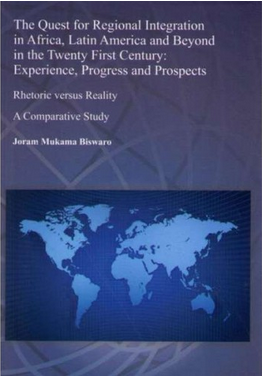 The Quest for Regional Integration
in Africa, Latin America and Beyond
in the Twenty First Century:
Experience, Progress and Prospects
Rhetoric versus Reality
A Comparative Study
Joram Mukama Biswaro